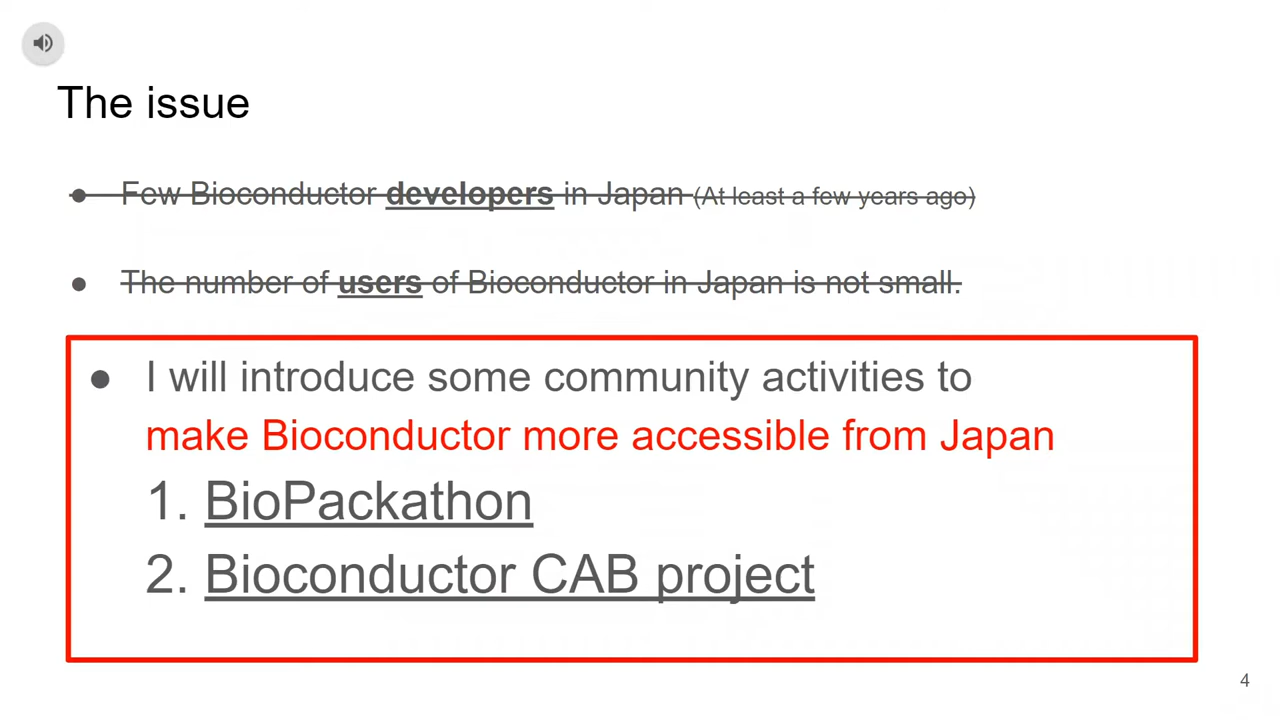 The issue
● Few Bioconductor developers in Japan (At least a few years ago)
● The number of users of Bioconductor in Japan is not small.
● I will introduce some community activities to
make Bioconductor more accessible from Japan
1. BioPackathon
2. Bioconductor CAB project
4